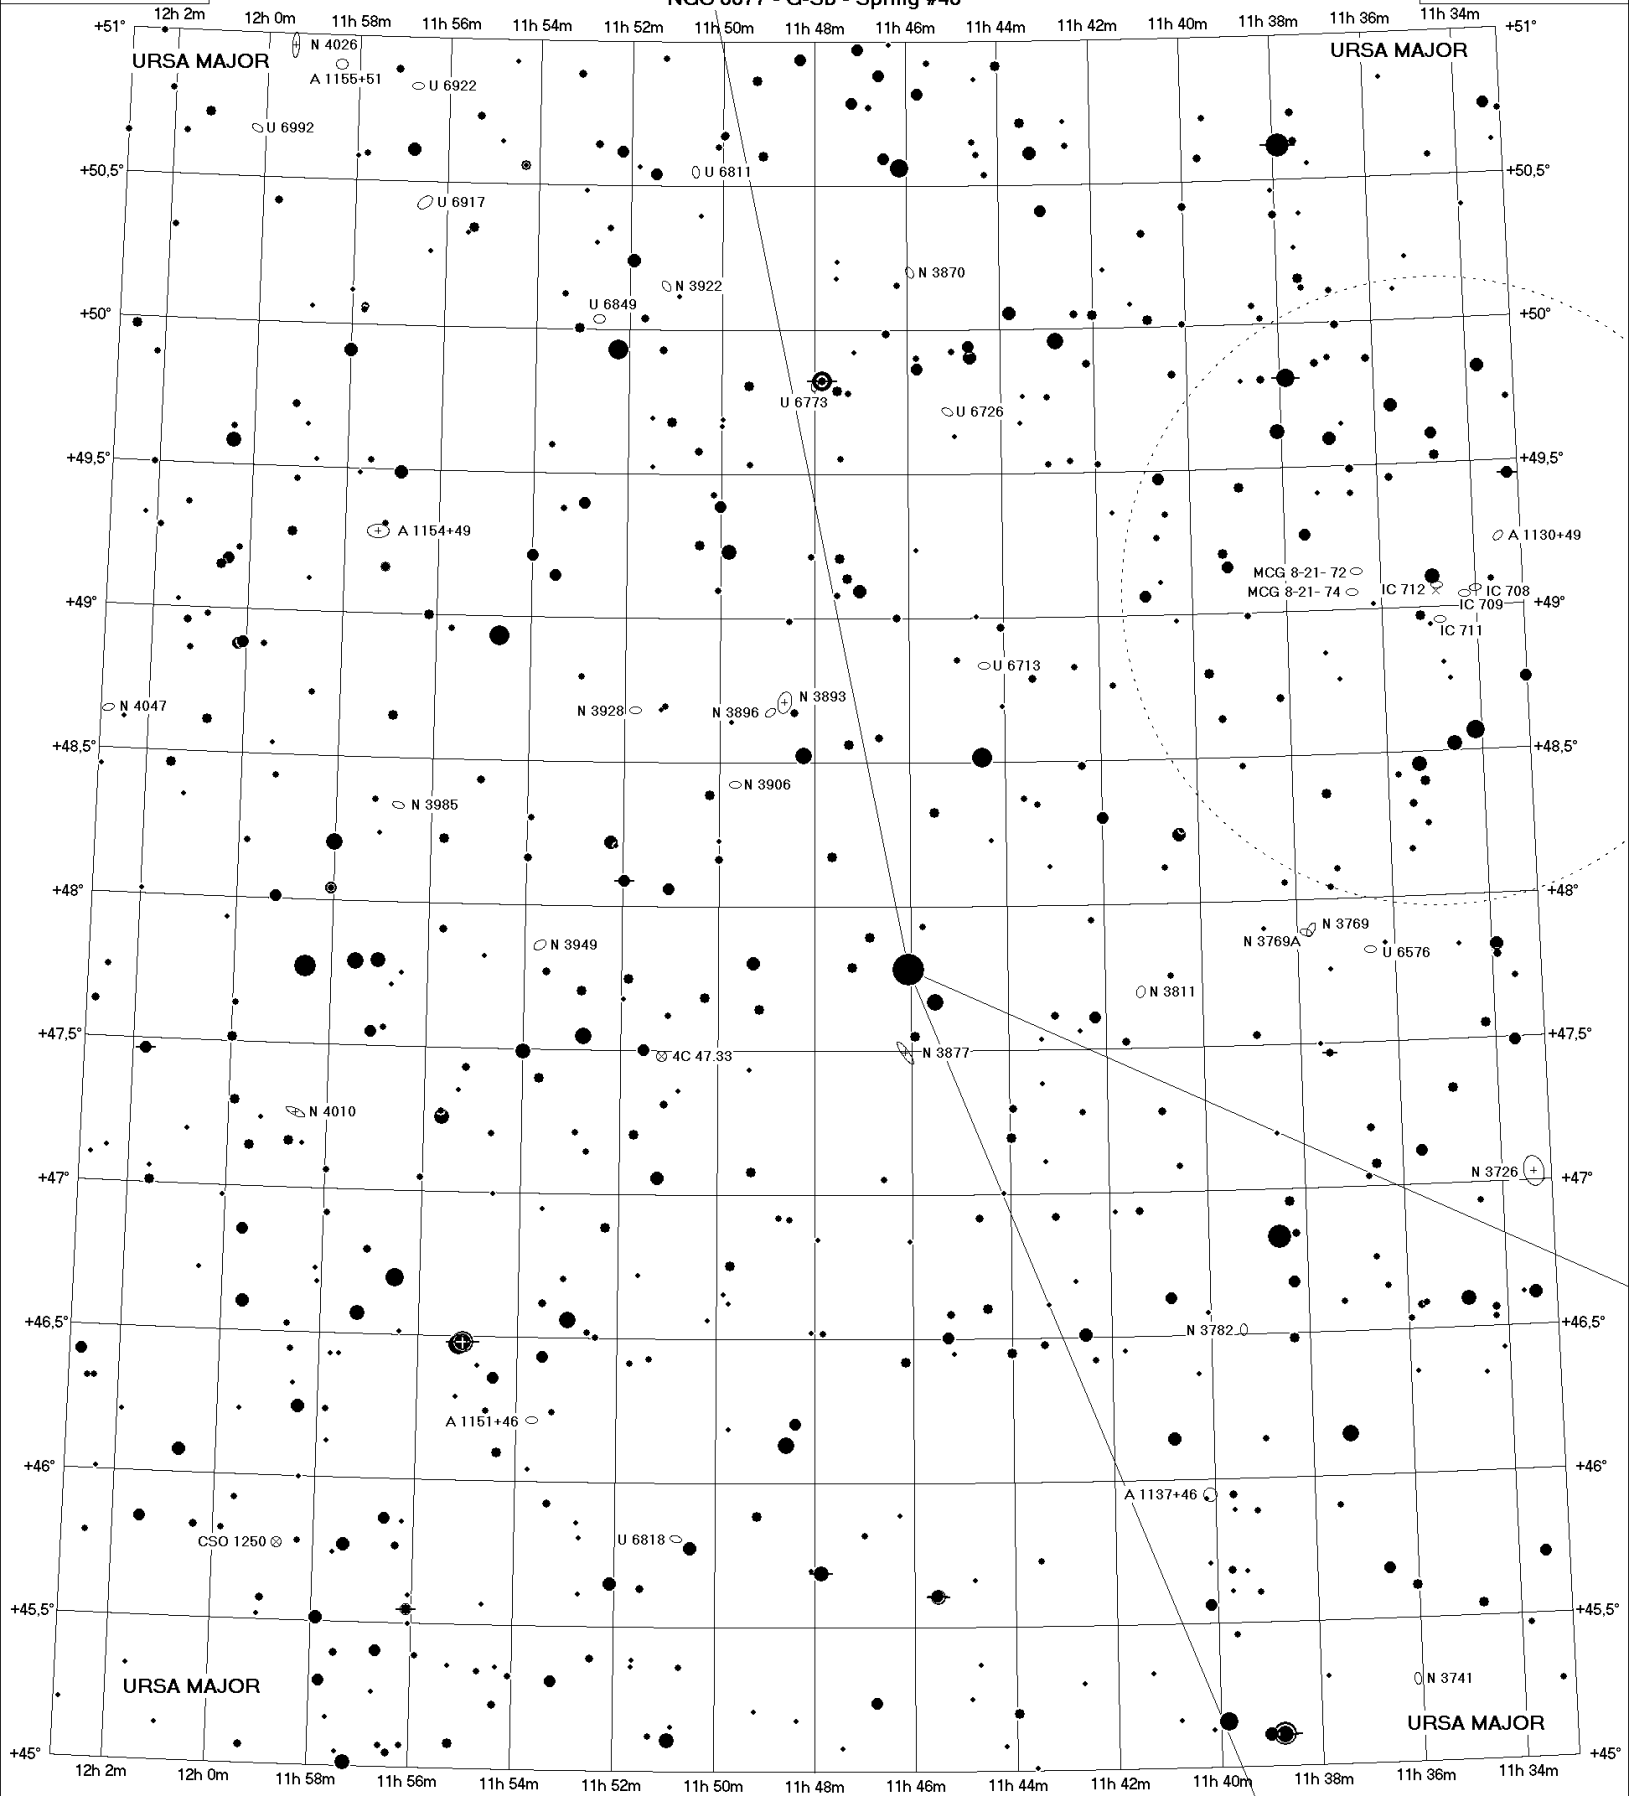 12h 2m 12h 0m 11h 58m 11h 56m 11h 54m 11h 52m 11h 50m 11h 48m 11h 46m 11h 44m 11h 42m 11h 40m 11h 38m 11h 36m 11h 34m
+51° +51°
N 4026
URSA MAJOR URSA MAJOR
A 1155+51
U 6922
U 6992
+50,5° U 6811 +50,5°
U 6917
N 3870
N 3922
U 6849
+50° +50°
U 6773
U 6726
+49,5° +49,5°
A 1154+49
A 1130+49
MCG 8-21- 72
MCG 8-21- 74 IC 712 IC 708
+49° IC 709 +49°
IC 711
U 6713
N 3893
N 4047 N 3928 N 3896
+48,5° +48,5°
N 3906
N 3985
+48° +48°
N 3769
N 3949 N 3769A
U 6576
N 3811
+47,5° +47,5°
4C 47.33 N 3877
N 4010
+47° N 3726 +47°
+46,5° +46,5°
N 3782
A 1151+46
+46° +46°
A 1137+46
CSO 1250 U 6818
+45,5° +45,5°
N 3741
URSA MAJOR
URSA MAJOR
+45° +45°
12h 2m 12h 0m 11h 58m 11h 56m 11h 54m 11h 52m 11h 50m 11h 48m 11h 46m 11h 44m 11h 42m 11h 40m 11h 38m 11h 36m 11h 34m